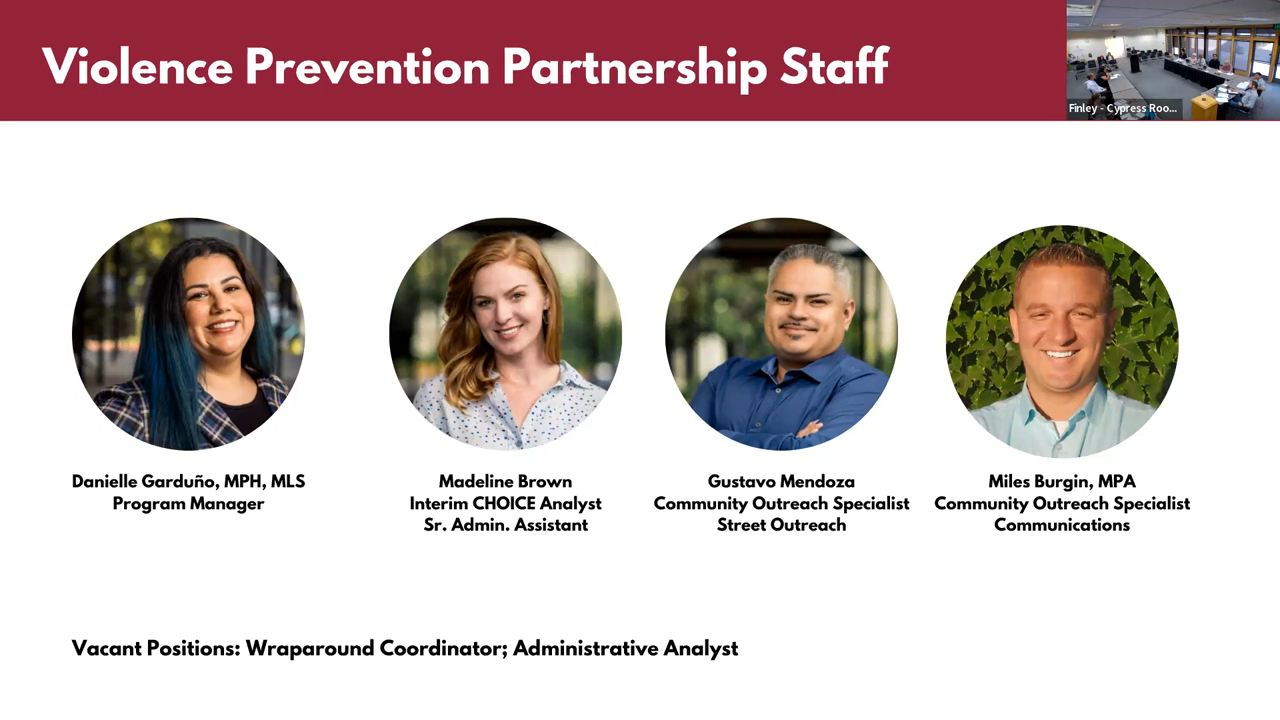 Violence Prevention Partnership Staff
Finley - Cypress Roo...
Danielle Garduño, MPH, MLS
Program Manager
Madeline Brown
Interim CHOICE Analyst
Sr. Admin. Assistant
Gustavo Mendoza
Community Outreach Specialist
Street Outreach
Miles Burgin, MPA
Community Outreach Specialist
Communications
Vacant Positions: Wraparound Coordinator; Administrative Analyst